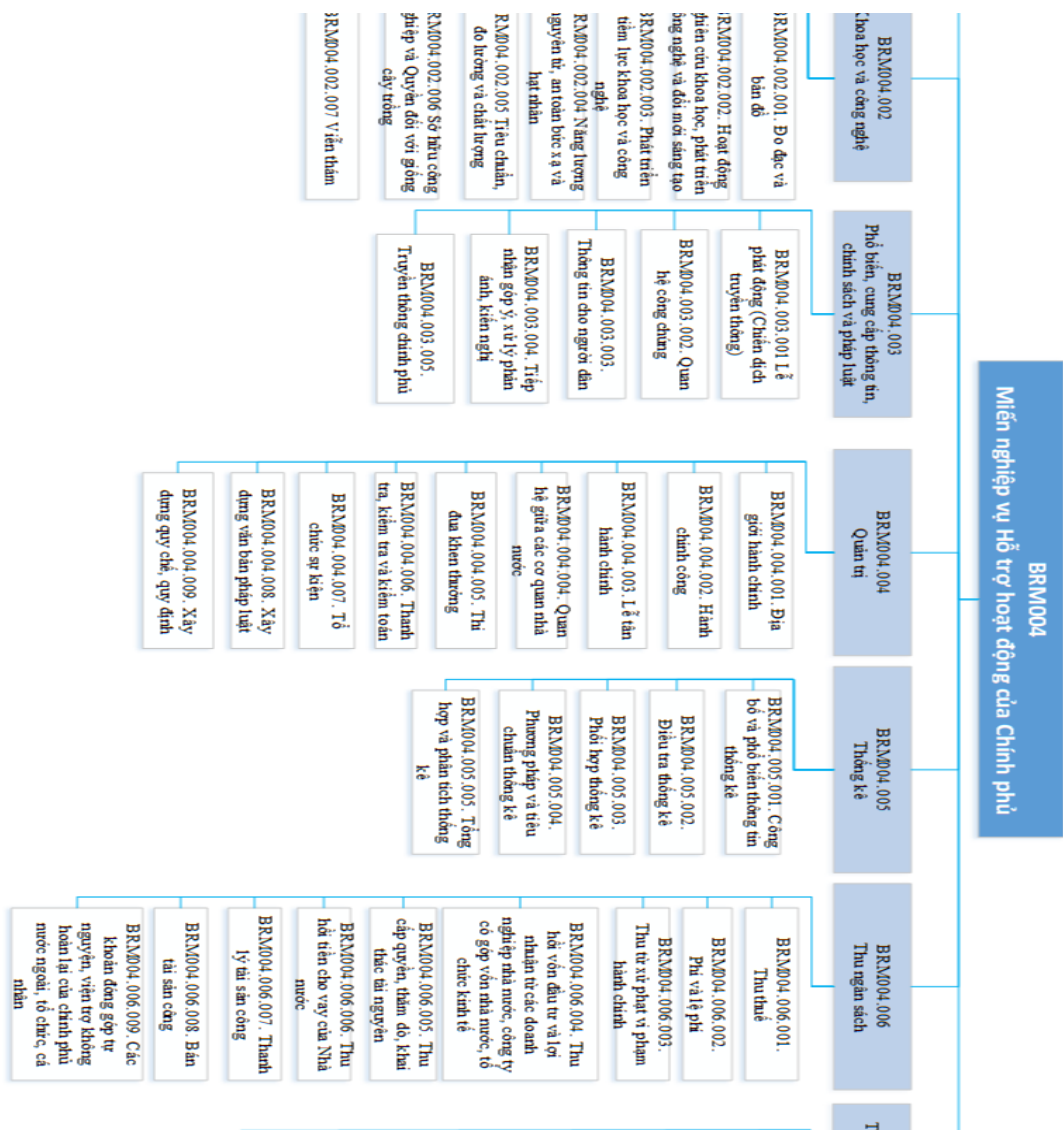 BRM004
Miền nghiệp vụ Hỗ trợ hoạt động của Chính phủ
BRM004.002
Khoa học và công nghệ
BRM004.002.001. Đo đạc và
bản đồ
BRM004.002.002. Hoạt động
nghiên cứu khoa học, phát triển
công nghệ và đổi mới sáng tạo
BRM004.002.003. Phát triển
tiềm lực khoa học và công
nghệ
BRM004.002.004 Năng lượng
nguyên tử, an toàn bức xạ và
hạt nhân
BRM004.002.005 Tiêu chuẩn,
đo lường và chất lượng
BRM004.002.006 Sở hữu công
nghiệp và Quyền đối với giống
cây trồng
BRM004.002.007 Viễn thám
BRM004.003
Phổ biến, cung cấp thông tin,
chính sách và pháp luật
BRM004.003.001 Lễ
phát động (Chiến dịch
truyền thông)
BRM004.003.002. Quan
hệ công chúng
BRM004.003.003.
Thông tin cho người dân
BRM004.003.004. Tiếp
nhận góp ý, xử lý phản
ánh, kiến nghị
BRM004.003.005.
Truyền thông chính phủ
BRM004.004
Quản trị
BRM004.004.001. Địa
giới hành chính
BRM004.004.002. Hành
chính công
BRM004.004.003. Lễ tân
hành chính
BRM004.004.004. Quan
hệ giữa các cơ quan nhà
nước
BRM004.004.005. Thi
đua khen thưởng
BRM004.004.006. Thanh
tra, kiểm tra và kiểm toán
BRM004.004.007. Tổ
chức sự kiện
BRM004.004.008. Xây
dựng văn bản pháp luật
BRM004.004.009. Xây
dựng quy chế, quy định
BRM004.005
Thống kê
BRM004.005.001. Công
bố và phổ biến thông tin
thống kê
BRM004.005.002.
Điều tra thống kê
BRM004.005.003.
Phối hợp thống kê
BRM004.005.004.
Phương pháp và tiêu
chuẩn thống kê
BRM004.005.005. Tổng
hợp và phân tích thống
kê
BRM004.006
Thu ngân sách
BRM004.006.001.
Thu thuế
BRM004.006.002.
Phí và lệ phí
BRM004.006.003.
Thu từ xử phạt vi phạm
hành chính
BRM004.006.004. Thu
hồi vốn đầu tư và lợi
nhuận từ các doanh
nghiệp nhà nước, công ty
có góp vốn nhà nước, tổ
chức kinh tế
BRM004.006.005. Thu
cấp quyền, thăm dò, khai
thác tài nguyên
BRM004.006.006. Thu
hồi tiền cho vay của Nhà
nước
BRM004.006.007. Thanh
lý tài sản công
BRM004.006.008. Bán
tài sản công
BRM004.006.009. Các
khoản đóng góp tự
nguyện, viện trợ không
hoàn lại của chính phủ
nước ngoài, tổ chức, cá
nhân
T